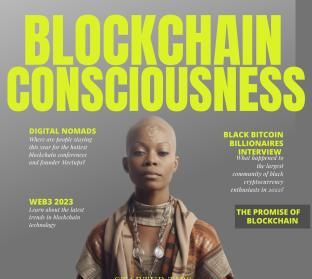 BLOCKCHAIN
CONSCIOUSNESS
DIGITAL NOMADS
Where are people staying
this year for the hottest
blockchain conferences
and founder Meetups?
WEB3 2023
Learn about the latest
trends in blockchain
technology
BLACK BITCOIN
BILLIONAIRES
INTERVIEW
What happened to
the largest
community of black
cryptocurrency
enthusiasts in 2022?
THE PROMISE OF
BLOCKCHAIN